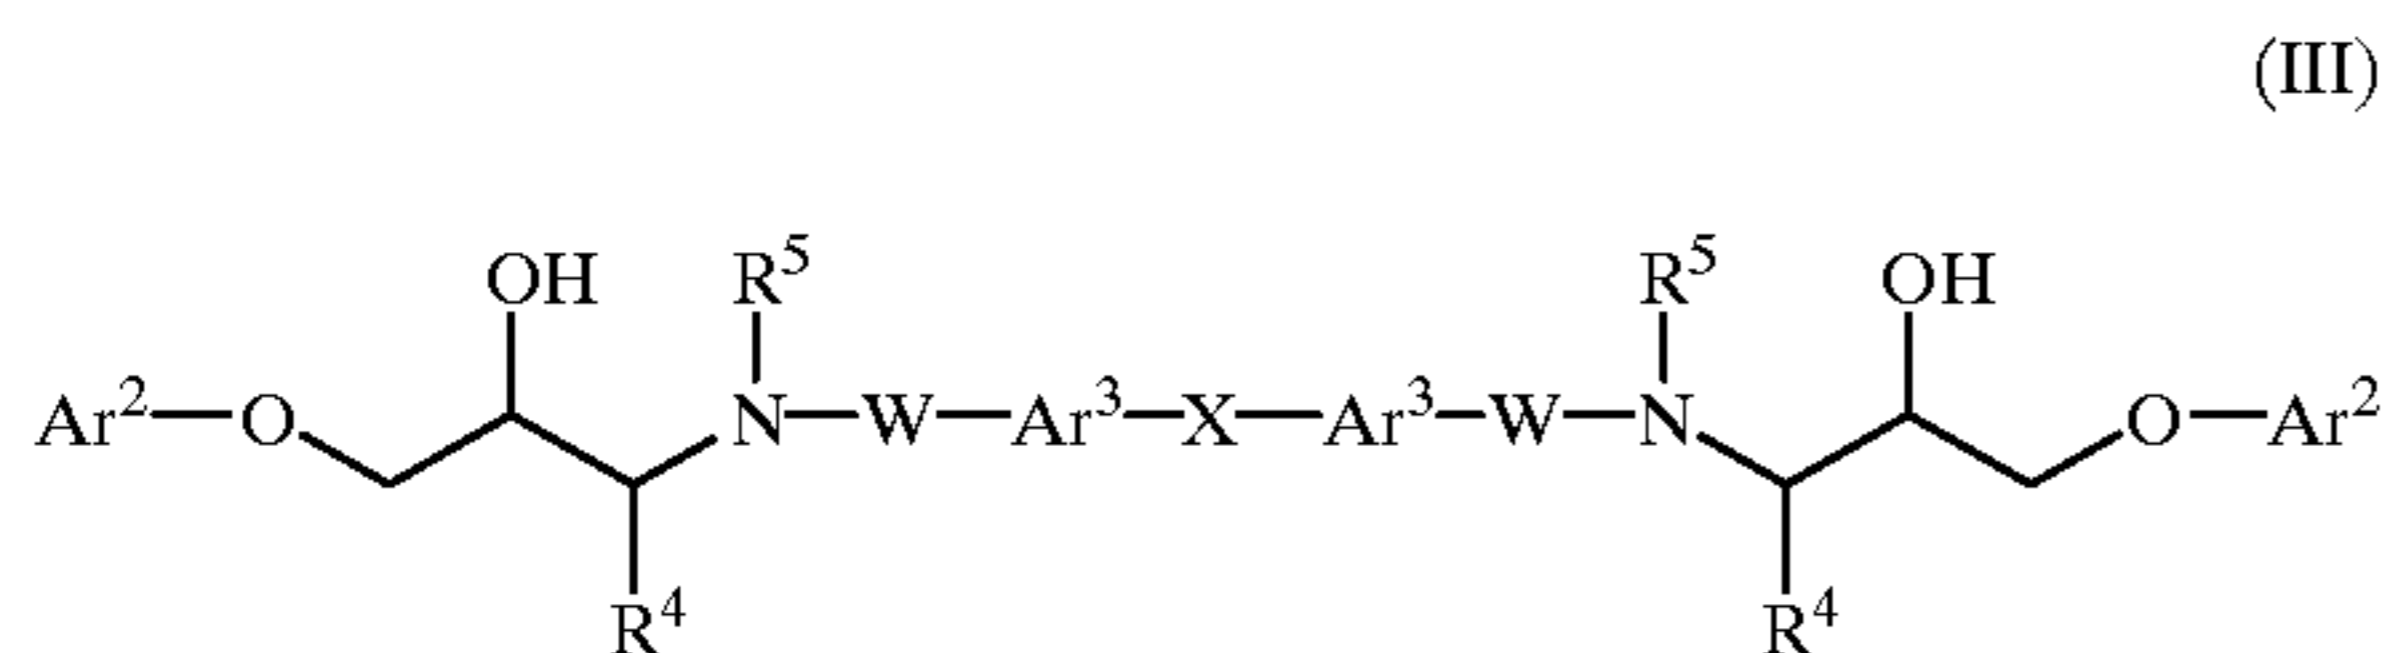 (III)
OH R⁵ R⁵ OH
Ar²—O N—W—Ar³—X—Ar³—W—N O—Ar²
R⁴ R⁴